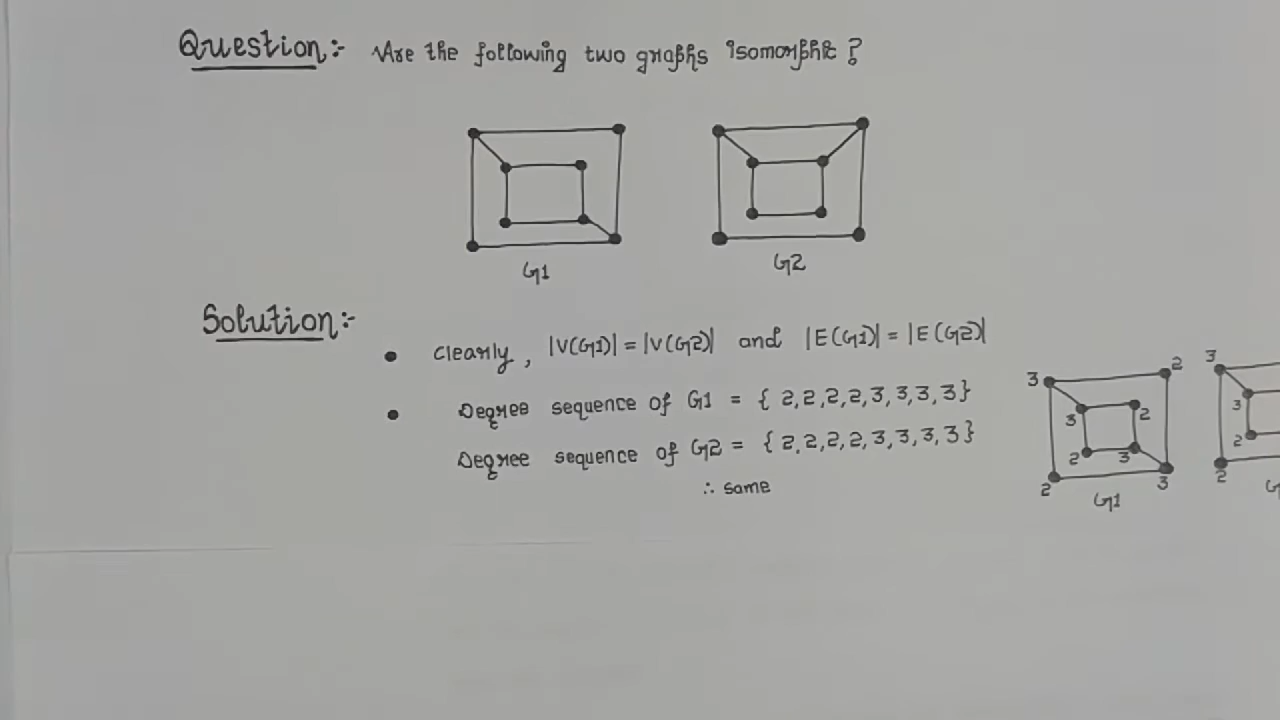 Question:- Are the following two graphs isomorphic ?
G1
G2
Solution:-
• Clearly, |V(G1)| = |V(G2)| and |E(G1)| = |E(G2)|
• Degree sequence of G1 = { 2, 2, 2, 2, 3, 3, 3, 3 }
Degree sequence of G2 = { 2, 2, 2, 2, 3, 3, 3, 3 }
∴ same
3 2
3 2
2 3
2 3
G1
3
3
2
2